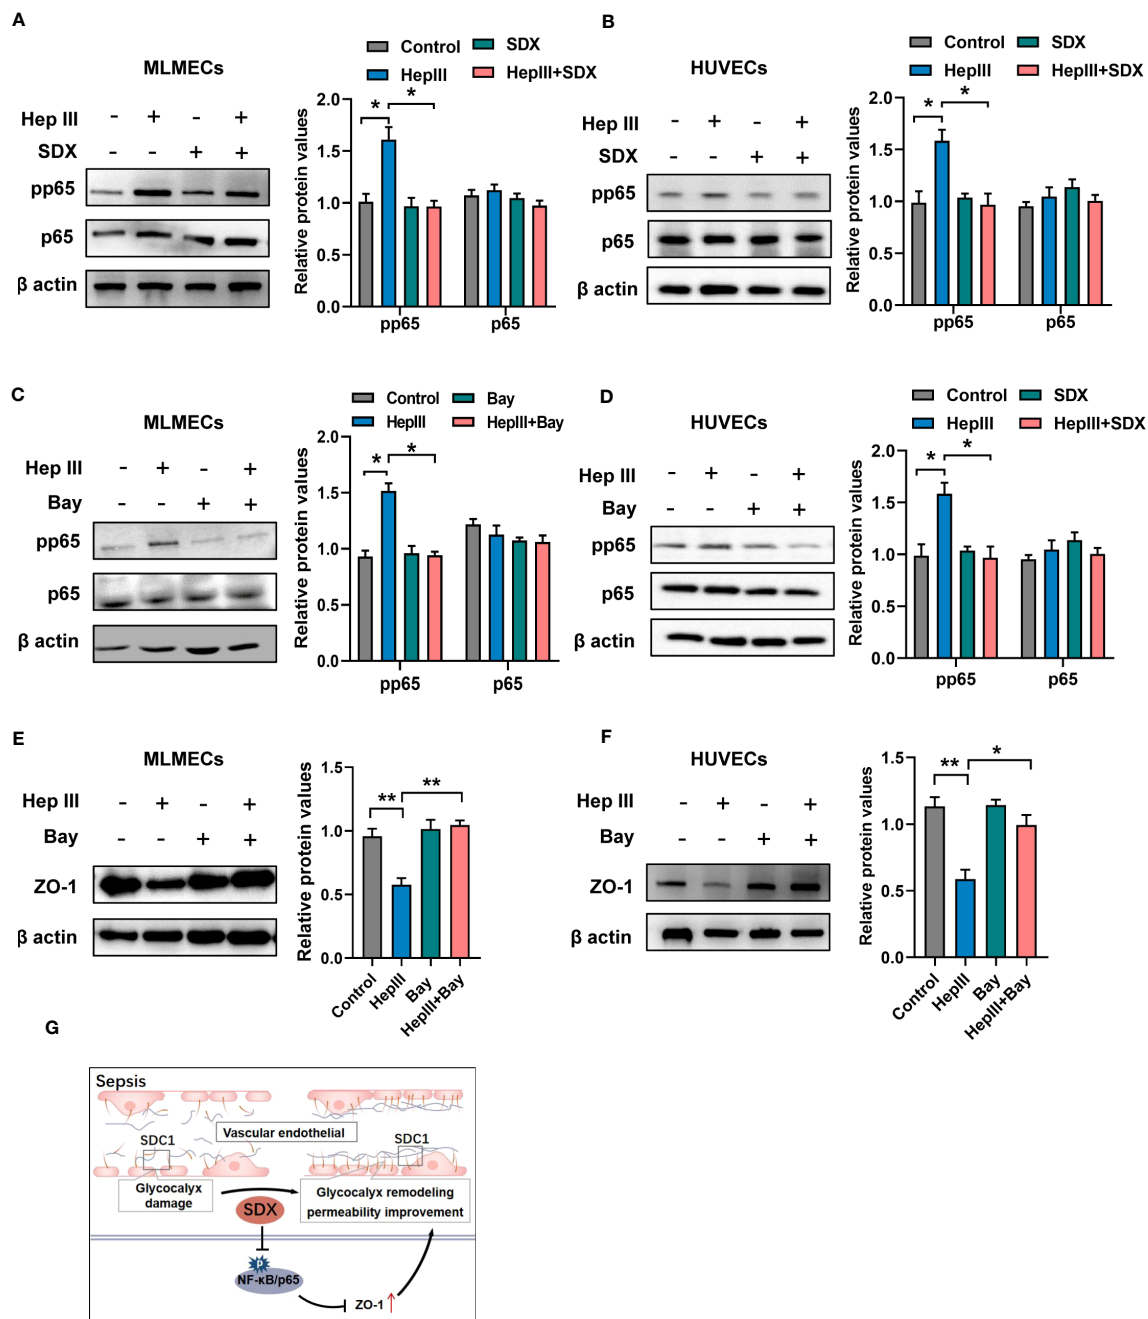 A
MLMECs
Control
SDX
HepIII
HepIII+SDX
Hep III - + - +
SDX - - + +
pp65
p65
β actin
Relative protein values
2.0
1.5
1.0
0.5
0.0
* *
pp65 p65
B
HUVECs
Control
SDX
HepIII
HepIII+SDX
Hep III - + - +
SDX - - + +
pp65
p65
β actin
Relative protein values
2.0
1.5
1.0
0.5
0.0
* *
pp65 p65
C
MLMECs
Control
Bay
HepIII
HepIII+Bay
Hep III - + - +
Bay - - + +
pp65
p65
β actin
Relative protein values
2.0
1.5
1.0
0.5
0.0
* *
pp65 p65
D
HUVECs
Control
SDX
HepIII
HepIII+SDX
Hep III - + - +
Bay - - + +
pp65
p65
β actin
Relative protein values
2.0
1.5
1.0
0.5
0.0
* *
pp65 p65
E
MLMECs
Hep III - + - +
Bay - - + +
ZO-1
β actin
Relative protein values
1.5
1.0
0.5
0.0
** **
Control
HepIII
Bay
HepIII+Bay
F
HUVECs
Hep III - + - +
Bay - - + +
ZO-1
β actin
Relative protein values
1.5
1.0
0.5
0.0
** *
Control
HepIII
Bay
HepIII+Bay
G
Sepsis
Vascular endothelial
SDC1
SDC1
Glycocalyx
damage
SDX
Glycocalyx remodeling
permeability improvement
P
NF-κB/p65
ZO-1